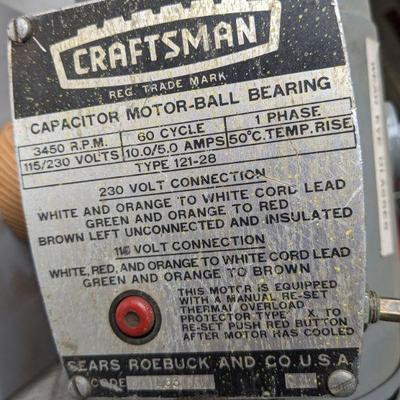 CRAFTSMAN
REG. TRADE MARK
CAPACITOR MOTOR-BALL BEARING
3450 R.P.M. 60 CYCLE 1 PHASE
115/230 VOLTS 10.0/5.0 AMPS 50°C. TEMP. RISE
TYPE 121-28
230 VOLT CONNECTION
WHITE AND ORANGE TO WHITE CORD LEAD
GREEN AND ORANGE TO RED
BROWN LEFT UNCONNECTED AND INSULATED
115 VOLT CONNECTION
WHITE, RED, AND ORANGE TO WHITE CORD LEAD
GREEN AND ORANGE TO BROWN
THIS MOTOR IS EQUIPPED
WITH A MANUAL RE-SET
THERMAL OVERLOAD
PROTECTOR TYPE X. TO
RE-SET PUSH RED BUTTON
AFTER MOTOR HAS COOLED
SEARS ROEBUCK AND CO. U.S.A.
CODE
WEAR EYE GLASSES